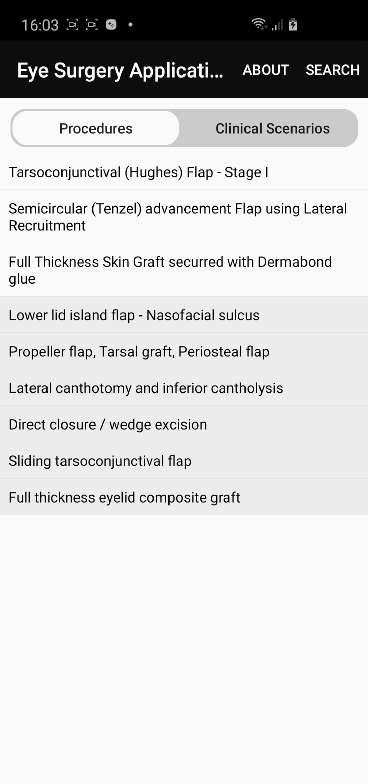 16:03
Eye Surgery Applicati...
ABOUT
SEARCH
Procedures
Clinical Scenarios
Tarsoconjunctival (Hughes) Flap - Stage I
Semicircular (Tenzel) advancement Flap using Lateral
Recruitment
Full Thickness Skin Graft securred with Dermabond
glue
Lower lid island flap - Nasofacial sulcus
Propeller flap, Tarsal graft, Periosteal flap
Lateral canthotomy and inferior cantholysis
Direct closure / wedge excision
Sliding tarsoconjunctival flap
Full thickness eyelid composite graft